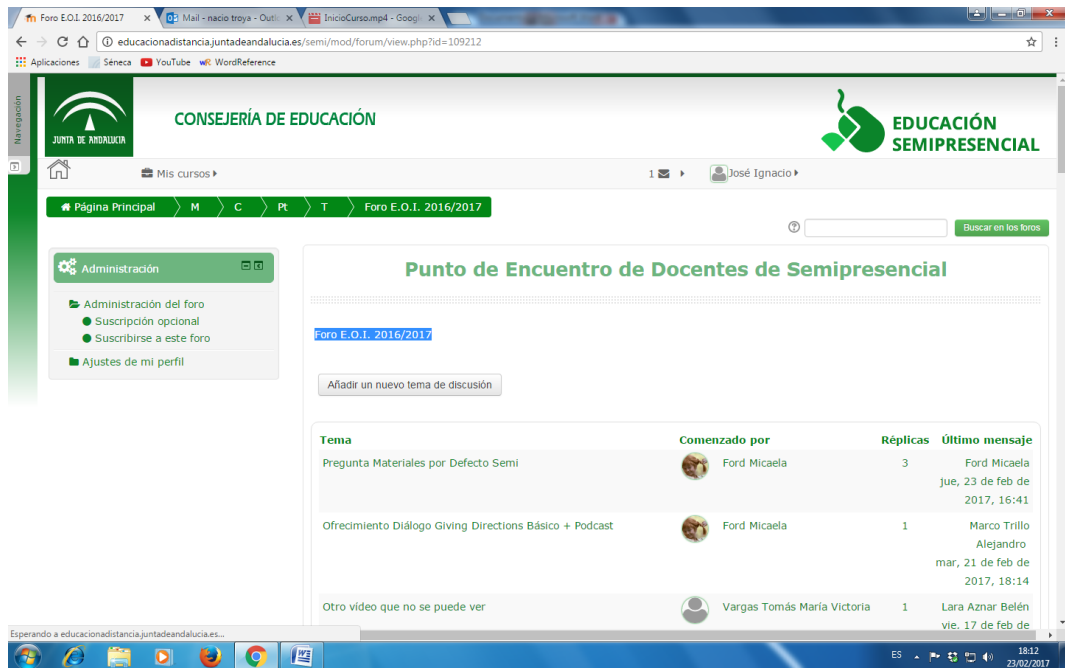 Foro E.O.I. 2016/2017
Mail - nacio troya - Outlo
InicioCurso.mp4 - Google
educacionadistancia.juntadeandalucia.es/semi/mod/forum/view.php?id=109212
Aplicaciones Séneca YouTube WordReference
Navegación
JUNTA DE ANDALUCIA
CONSEJERÍA DE EDUCACIÓN
EDUCACIÓN
SEMIPRESENCIAL
Mis cursos
1
José Ignacio
Página Principal M C Pt T Foro E.O.I. 2016/2017
Buscar en los foros
Administración
Administración del foro
Suscripción opcional
Suscribirse a este foro
Ajustes de mi perfil
Punto de Encuentro de Docentes de Semipresencial
Foro E.O.I. 2016/2017
Añadir un nuevo tema de discusión
Tema Comenzado por Réplicas Último mensaje
Pregunta Materiales por Defecto Semi Ford Micaela 3 Ford Micaela
jue, 23 de feb de
2017, 16:41
Ofrecimiento Diálogo Giving Directions Básico + Podcast Ford Micaela 1 Marco Trillo
Alejandro
mar, 21 de feb de
2017, 18:14
Otro vídeo que no se puede ver Vargas Tomás María Victoria 1 Lara Aznar Belén
vie, 17 de feb de
Esperando a educacionadistancia.juntadeandalucia.es...
ES
18:12
23/02/2017